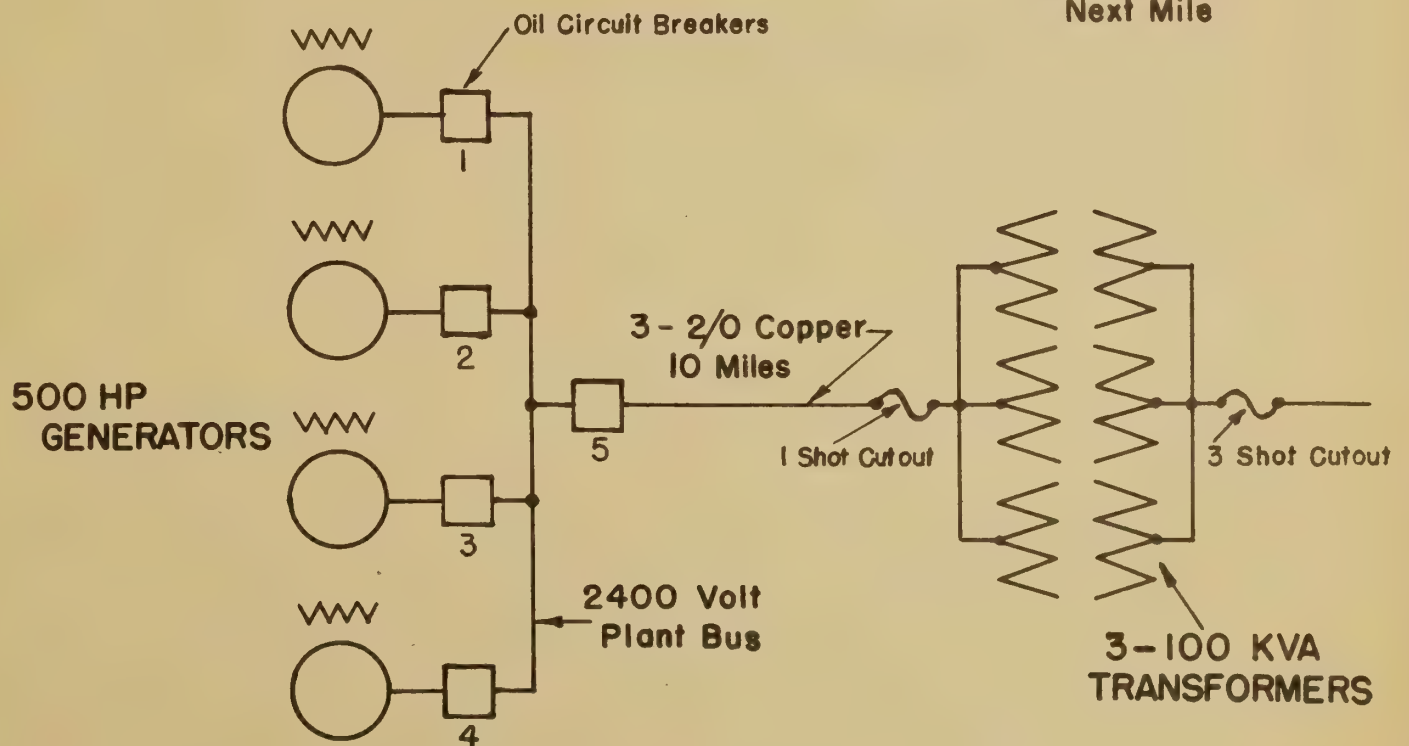 Next Mile
Oil Circuit Breakers
1
2
3 - 2/0 Copper
10 Miles
500 HP
GENERATORS
5
1 Shot Cutout
3 Shot Cutout
3
2400 Volt
Plant Bus
3-100 KVA
TRANSFORMERS
4